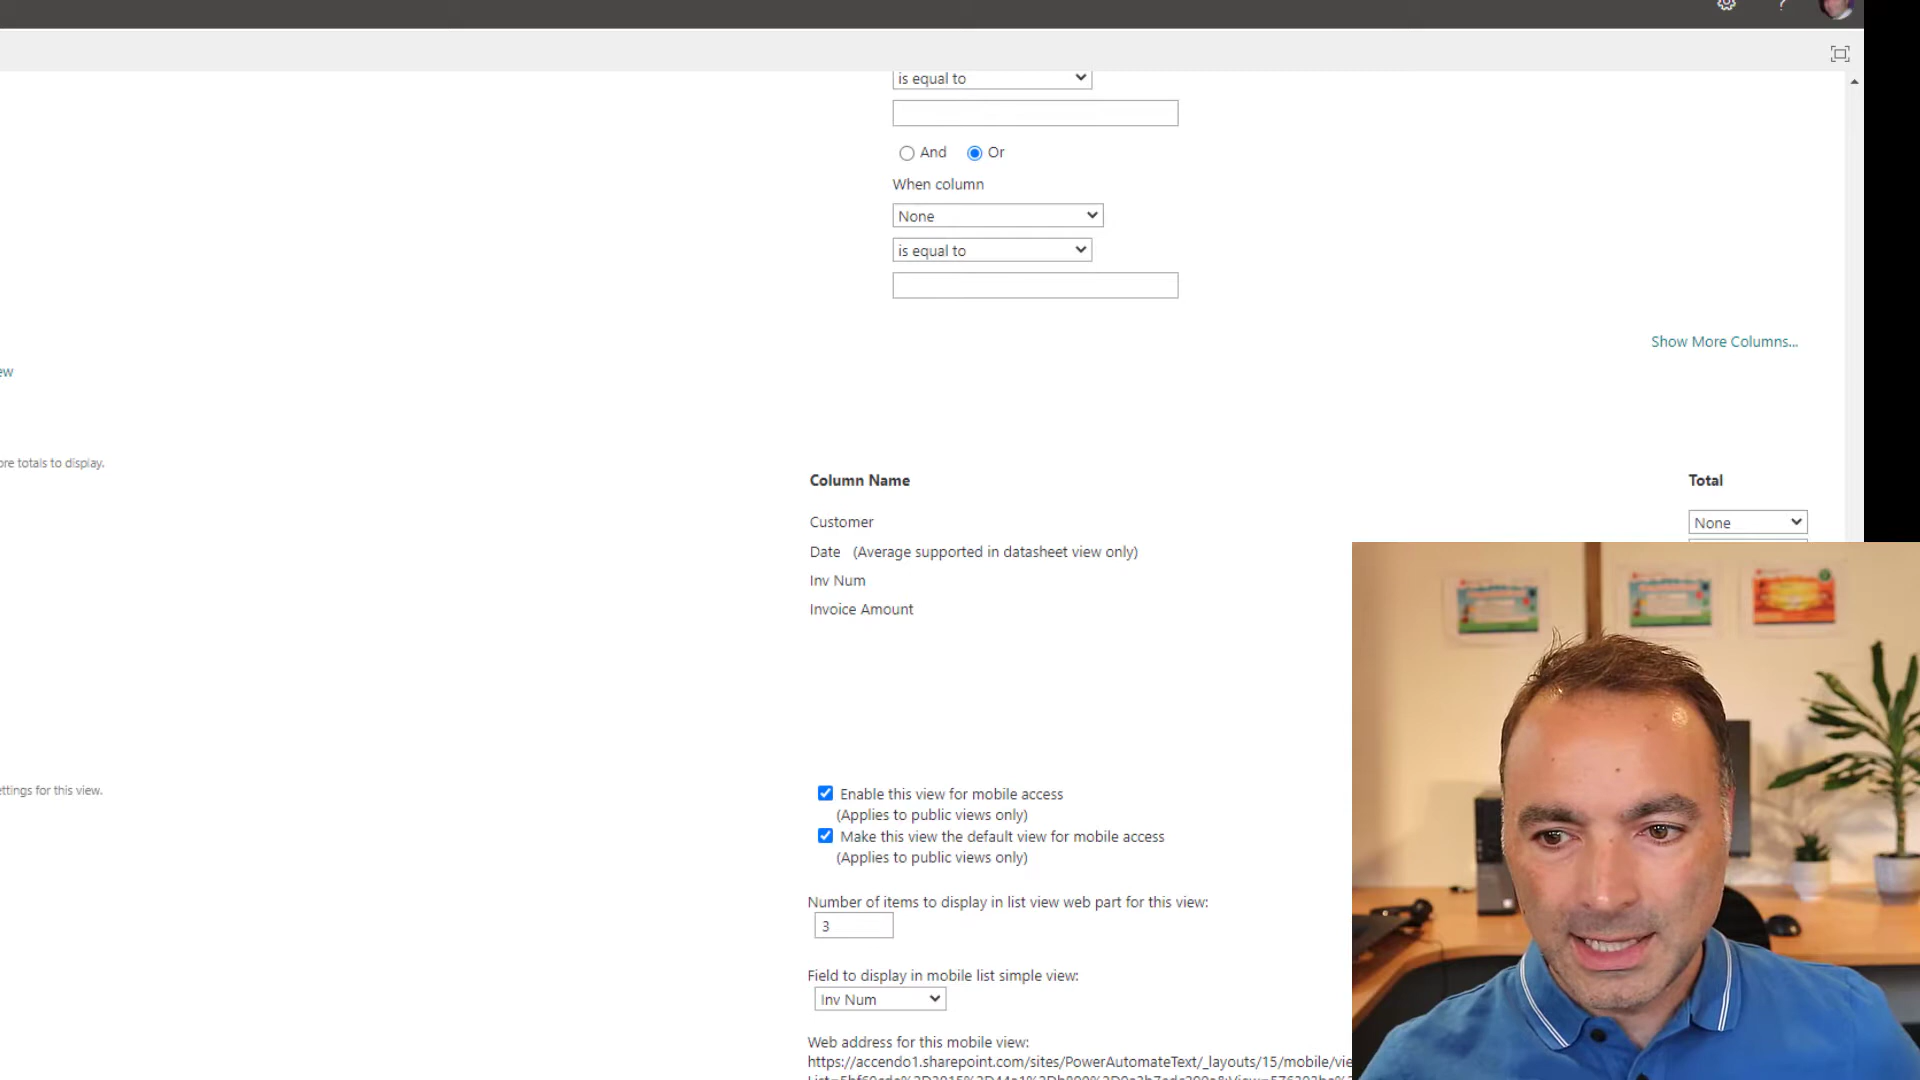 is equal to
And Or
When column
None
is equal to
Show More Columns...
ew
ore totals to display.
Column Name Total
Customer None
Date (Average supported in datasheet view only)
Inv Num
Invoice Amount
ettings for this view.
Enable this view for mobile access
(Applies to public views only)
Make this view the default view for mobile access
(Applies to public views only)
Number of items to display in list view web part for this view:
3
Field to display in mobile list simple view:
Inv Num
Web address for this mobile view:
https://accendo1.sharepoint.com/sites/PowerAutomateText/_layouts/15/mobile/vie